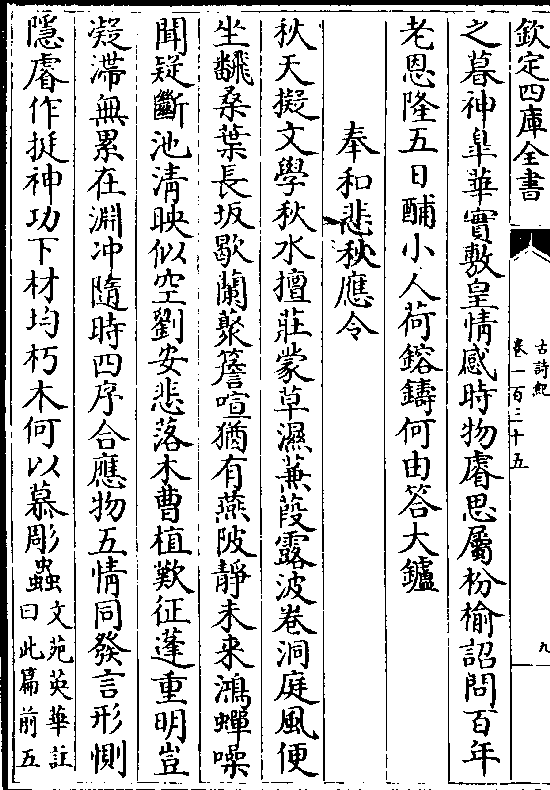 欽定四庫全書
古詩紀
卷一百三十五
九
之暮神臯華實敷皇情感時物睿思屬枌榆詔問百年
老恩隆五日酺小人荷鎔鑄何由答大鑪
奉和悲秋應令
秋天擬文學秋水擅莊蒙草濕蒹葭露波卷洞庭風便
坐翻桑葉長坂歇蘭藂簷喧猶有燕陂靜未来鴻蟬噪
聞疑斷池清映似空劉安悲落木曹植歎征蓬重明豈
凝滯無累在淵冲隨時四序合應物五情同發言形惻
隱睿作挺神功下材均朽木何以慕彫蟲文苑英華註
曰此篇前五